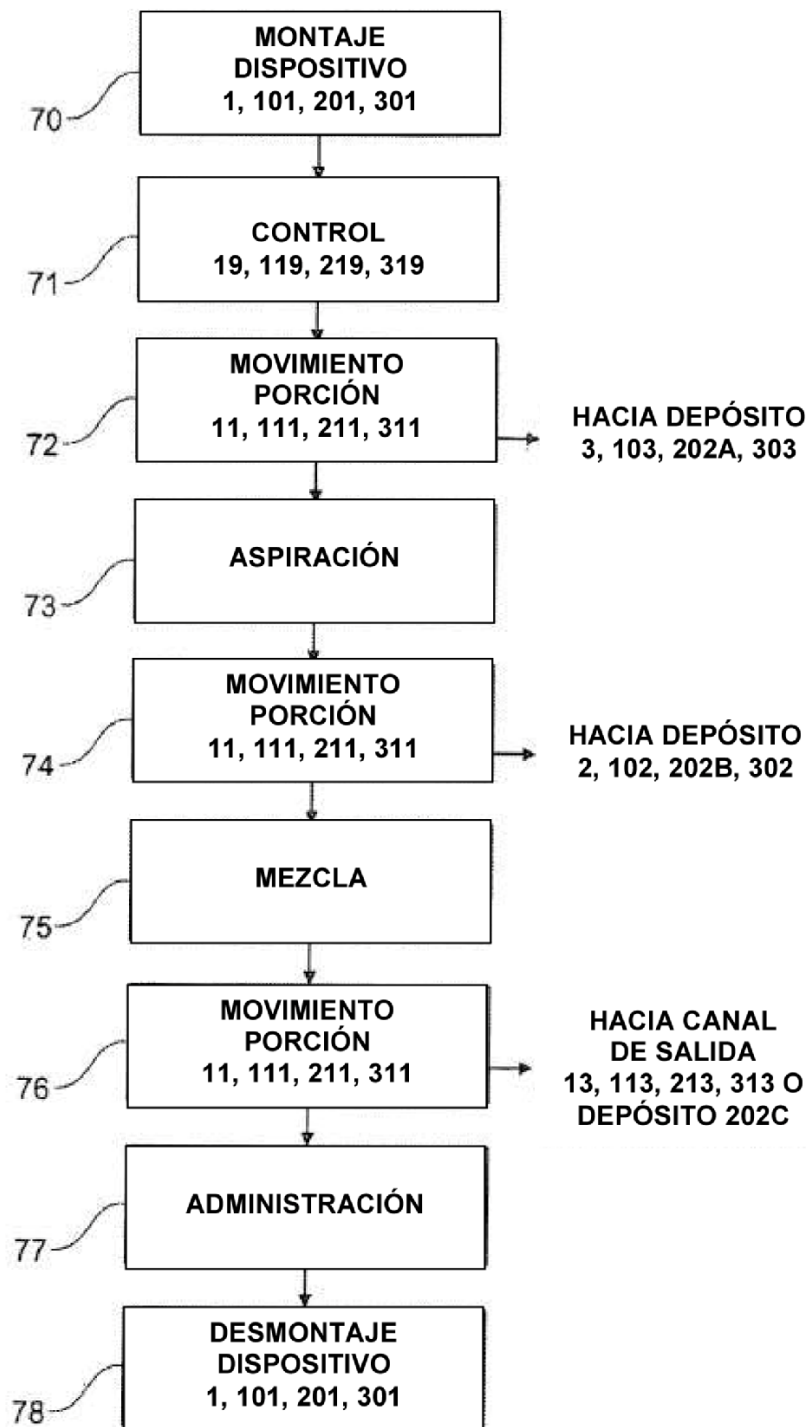 MONTAJE
DISPOSITIVO
1, 101, 201, 301
70
CONTROL
19, 119, 219, 319
71
MOVIMIENTO
PORCIÓN
11, 111, 211, 311
72
HACIA DEPÓSITO
3, 103, 202A, 303
ASPIRACIÓN
73
MOVIMIENTO
PORCIÓN
11, 111, 211, 311
74
HACIA DEPÓSITO
2, 102, 202B, 302
MEZCLA
75
MOVIMIENTO
PORCIÓN
11, 111, 211, 311
76
HACIA CANAL
DE SALIDA
13, 113, 213, 313 O
DEPÓSITO 202C
ADMINISTRACIÓN
77
DESMONTAJE
DISPOSITIVO
1, 101, 201, 301
78